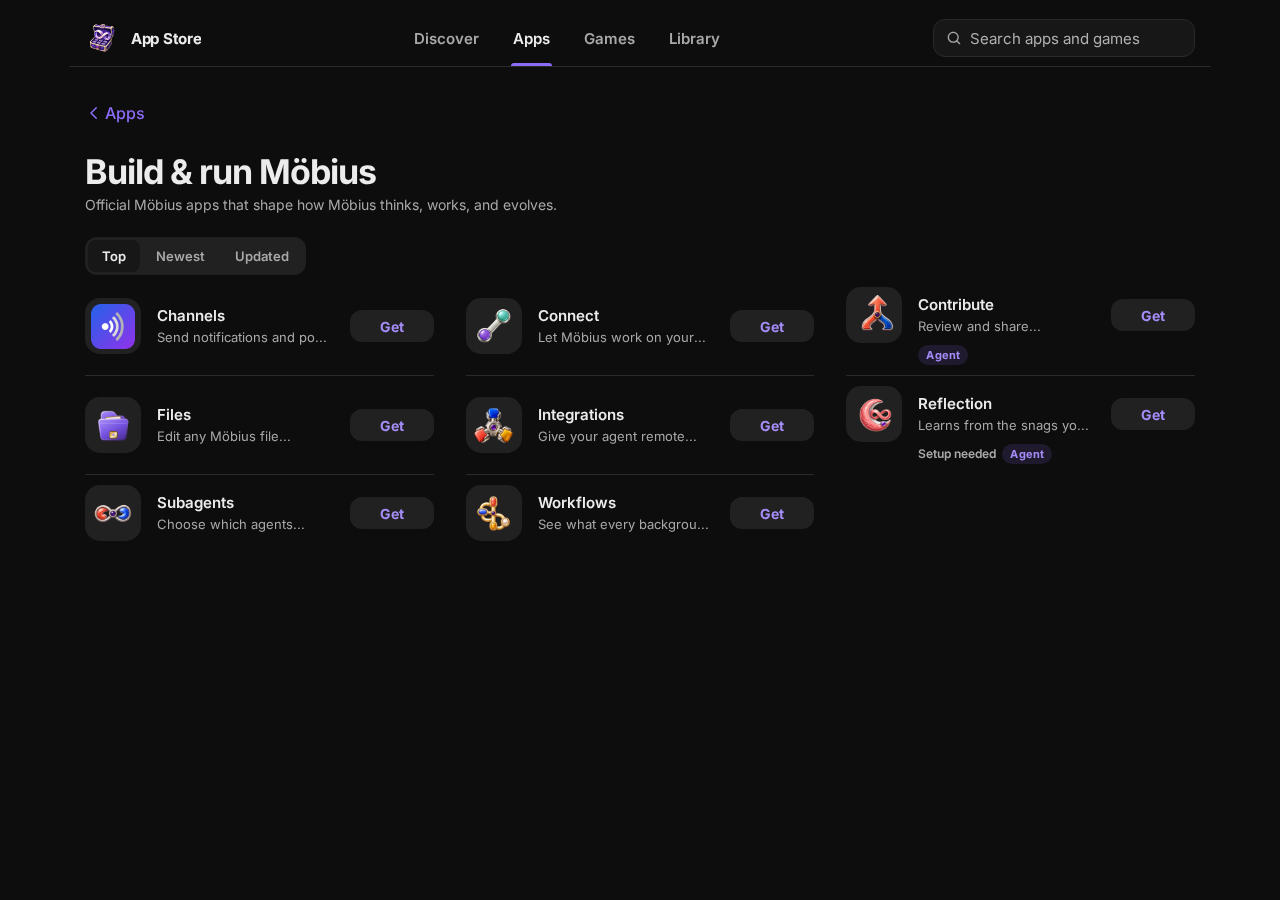 App Store
Discover
Apps
Games
Library
Search apps and games
Apps
Build & run Möbius
Official Möbius apps that shape how Möbius thinks, works, and evolves.
Top
Newest
Updated
Channels
Send notifications and po...
Get
Connect
Let Möbius work on your...
Get
Contribute
Review and share...
Agent
Get
Files
Edit any Möbius file...
Get
Integrations
Give your agent remote...
Get
Reflection
Learns from the snags yo...
Setup needed
Agent
Get
Subagents
Choose which agents...
Get
Workflows
See what every backgrou...
Get